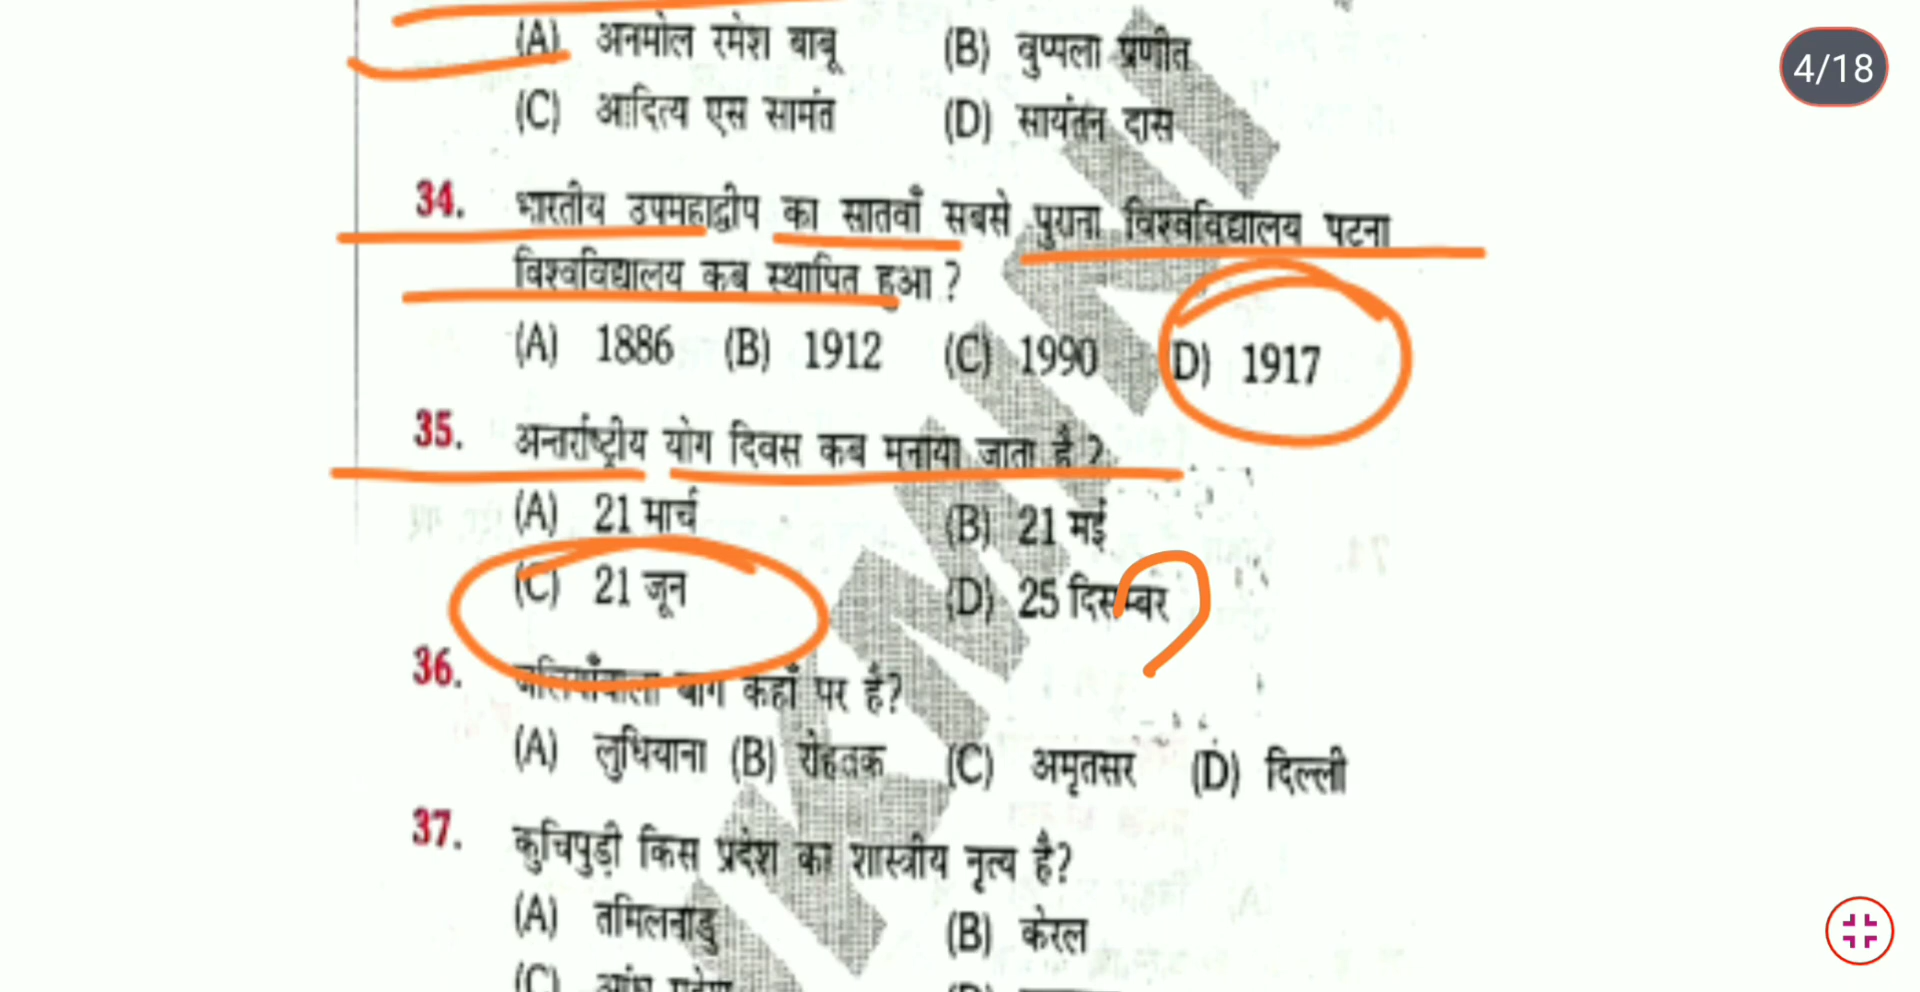 (A) अनमोल रमेश बाबू (B) वुप्पला प्रणीत
(C) आदित्य एस सामंत (D) सायंतन दास
4/18
34. भारतीय उपमहाद्वीप का सातवाँ सबसे पुराना विश्वविद्यालय पटना
विश्वविद्यालय कब स्थापित हुआ ?
(A) 1886 (B) 1912 (C) 1990 (D) 1917
35. अन्तर्राष्ट्रीय योग दिवस कब मनाया जाता है ?
(A) 21 मार्च (B) 21 मई
(C) 21 जून (D) 25 दिसम्बर
36. जलियाँवाला बाग कहाँ पर है?
(A) लुधियाना (B) रोहतक (C) अमृतसर (D) दिल्ली
37. कुचिपुड़ी किस प्रदेश का शास्त्रीय नृत्य है?
(A) तमिलनाडु (B) केरल
(C)